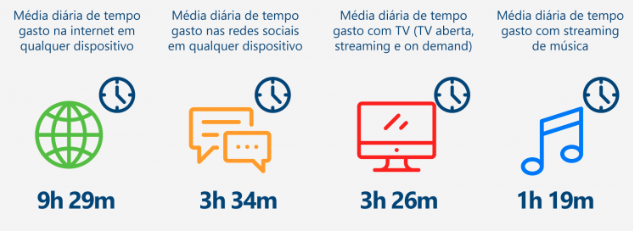 Média diária de tempo
gasto na internet em
qualquer dispositivo
9h 29m
Média diária de tempo
gasto nas redes sociais
em qualquer dispositivo
3h 34m
Média diária de tempo
gasto com TV (TV aberta,
streaming e on demand)
3h 26m
Média diária de tempo
gasto com streaming
de música
1h 19m